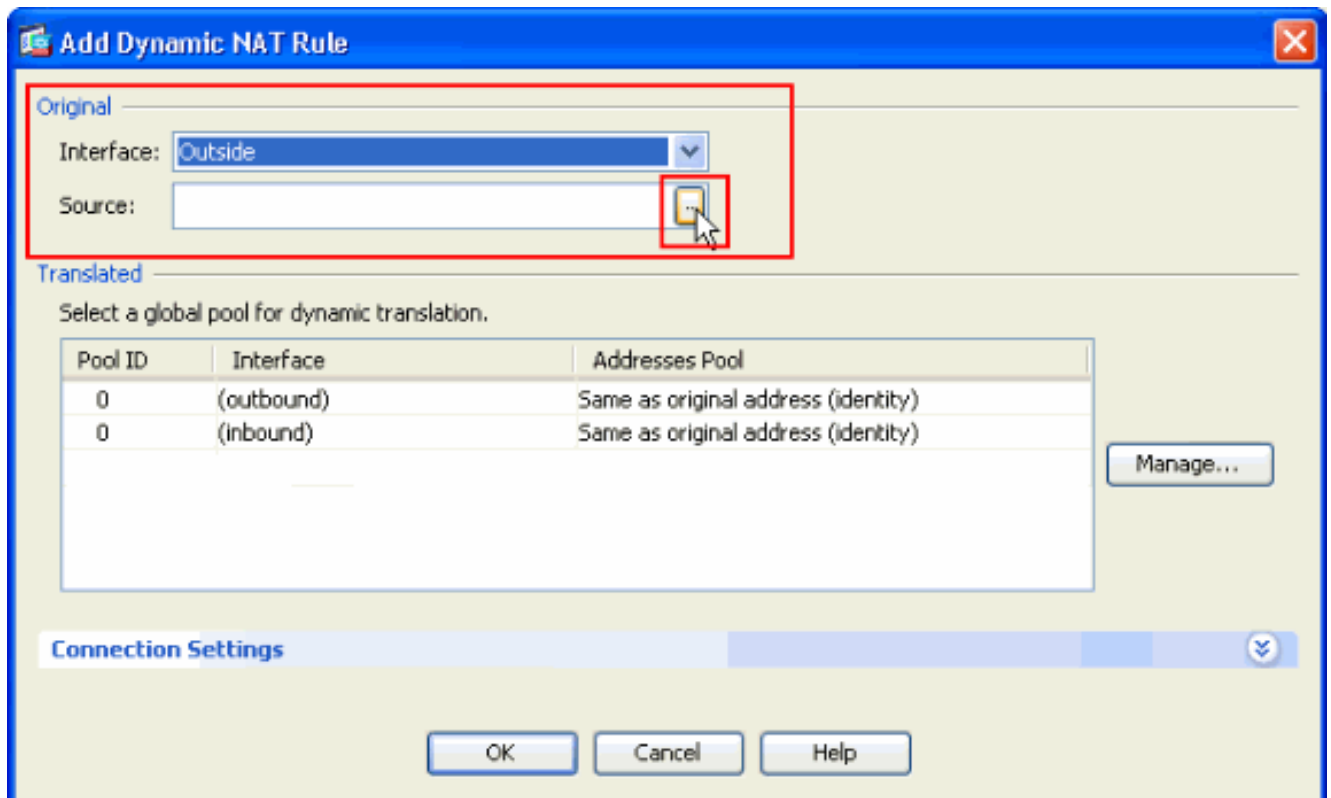 Add Dynamic NAT Rule
Original
Interface: Outside
Source: ...
Translated
Select a global pool for dynamic translation.
Pool ID Interface Addresses Pool
0 (outbound) Same as original address (identity)
0 (inbound) Same as original address (identity)
Manage...
Connection Settings
OK Cancel Help